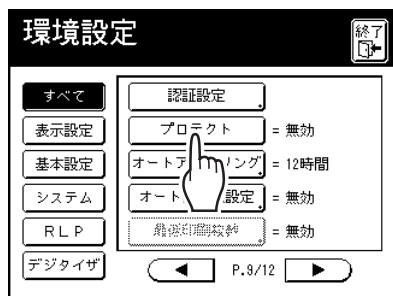 環境設定
終了
すべて
認証設定
表示設定
プロテクト = 無効
基本設定
オートア リング = 12時間
システム
オート 設定 = 無効
RLP
= 無効
デジタイザ
◀ P.9/12 ▶